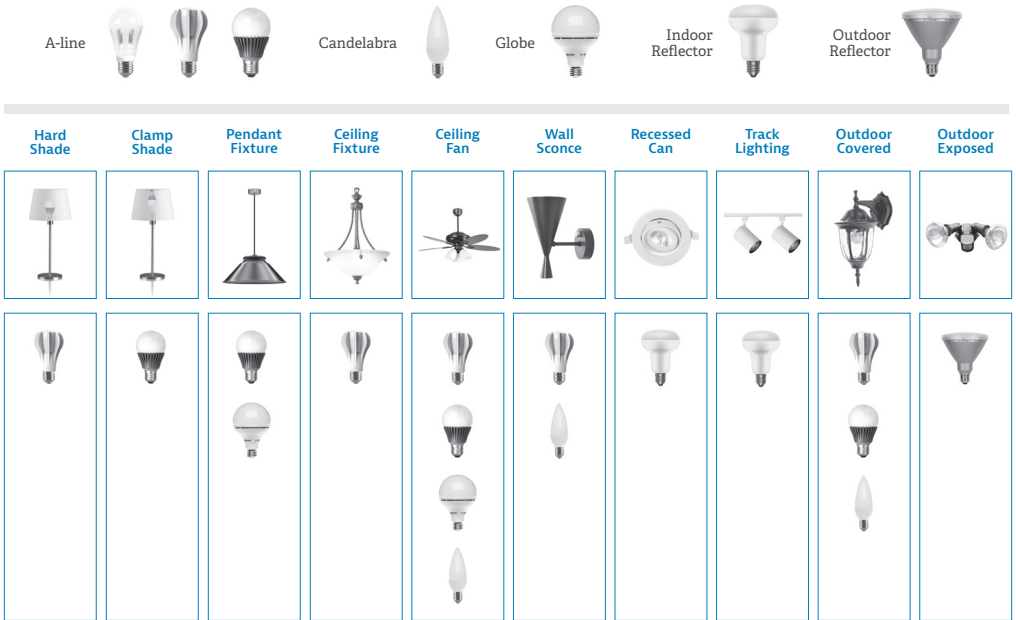 A-line
Candelabra
Globe
Indoor
Reflector
Outdoor
Reflector
Hard
Shade
Clamp
Shade
Pendant
Fixture
Ceiling
Fixture
Ceiling
Fan
Wall
Sconce
Recessed
Can
Track
Lighting
Outdoor
Covered
Outdoor
Exposed